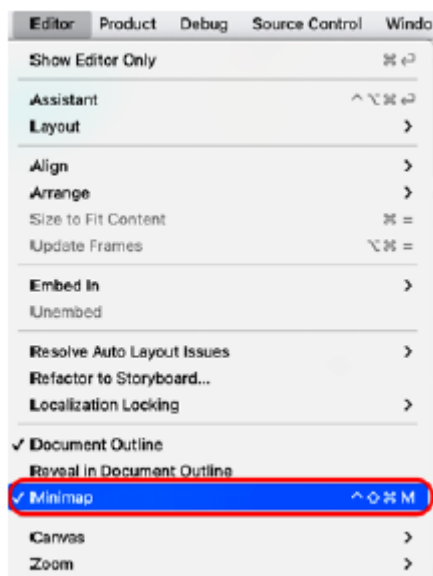 Editor Product Debug Source Control Windo
Show Editor Only ⌘ ⏎
Assistant ^⌥⌘⏎
Layout >
Align >
Arrange >
Size to Fit Content ⌘ =
Update Frames ⌥⌘ =
Embed In >
Unembed
Resolve Auto Layout Issues >
Refactor to Storyboard...
Localization Locking >
✓ Document Outline
Reveal in Document Outline
✓ Minimap ^⇧⌘M
Canvas >
Zoom >